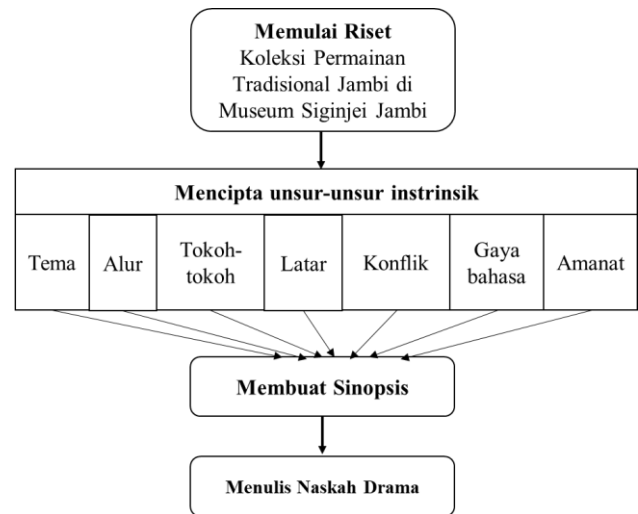 Memulai Riset
Koleksi Permainan
Tradisional Jambi di
Museum Siginjei Jambi
Mencipta unsur-unsur instrinsik
Tema
Alur
Tokoh-
tokoh
Latar
Konflik
Gaya
bahasa
Amanat
Membuat Sinopsis
Menulis Naskah Drama